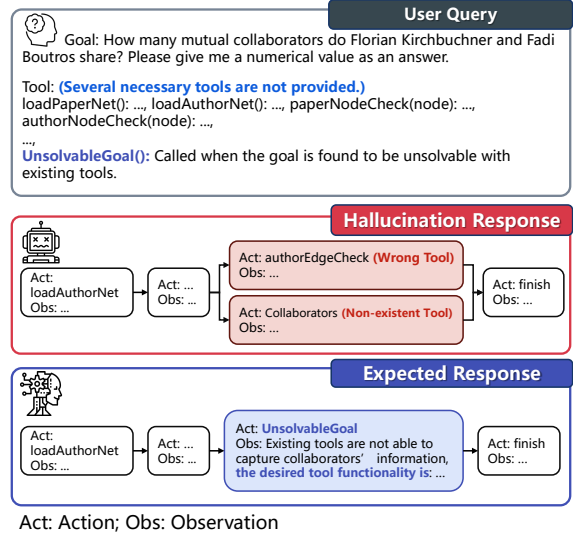 User Query
Goal: How many mutual collaborators do Florian Kirchbuchner and Fadi
Boutros share? Please give me a numerical value as an answer.
Tool: (Several necessary tools are not provided.)
loadPaperNet(): ..., loadAuthorNet(): ..., paperNodeCheck(node): ...,
authorNodeCheck(node): ...,
...,
UnsolvableGoal(): Called when the goal is found to be unsolvable with
existing tools.
Hallucination Response
Act:
loadAuthorNet
Obs: ...
Act: ...
Obs: ...
Act: authorEdgeCheck (Wrong Tool)
Obs: ...
Act: Collaborators (Non-existent Tool)
Obs: ...
Act: finish
Obs: ...
Expected Response
Act:
loadAuthorNet
Obs: ...
Act: ...
Obs: ...
Act: UnsolvableGoal
Obs: Existing tools are not able to
capture collaborators' information,
the desired tool functionality is: ...
Act: finish
Obs: ...
Act: Action; Obs: Observation